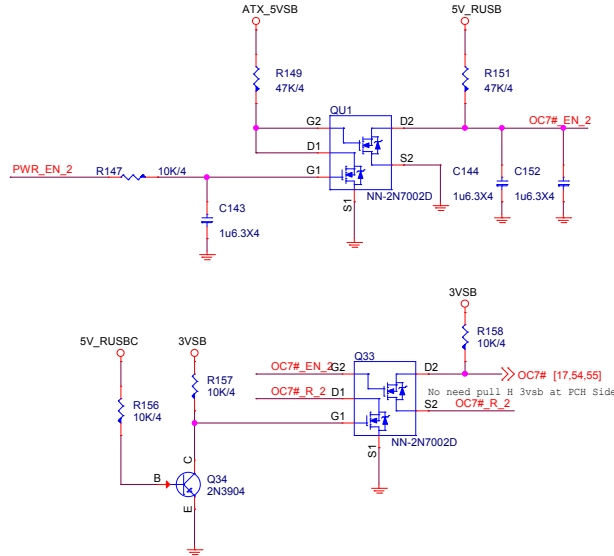 ATX_5VSB
5V_RUSB
R149
47K/4
R151
47K/4
QU1
G2
D2
OC7#_EN_2
D1
PWR_EN_2
R147
10K/4
G1
S2
C144
C152
1u6.3X4
1u6.3X4
C143
1u6.3X4
S1
NN-2N7002D
3VSB
R158
10K/4
5V_RUSBC
3VSB
Q33
OC7#_EN_2
G2
D2
OC7# [17,54,55]
R157
10K/4
OC7#_R_2
D1
No need pull H 3vsb at PCH Side
R156
10K/4
S2
OC7#_R_2
G1
NN-2N7002D
S1
C
B
Q34
2N3904
E